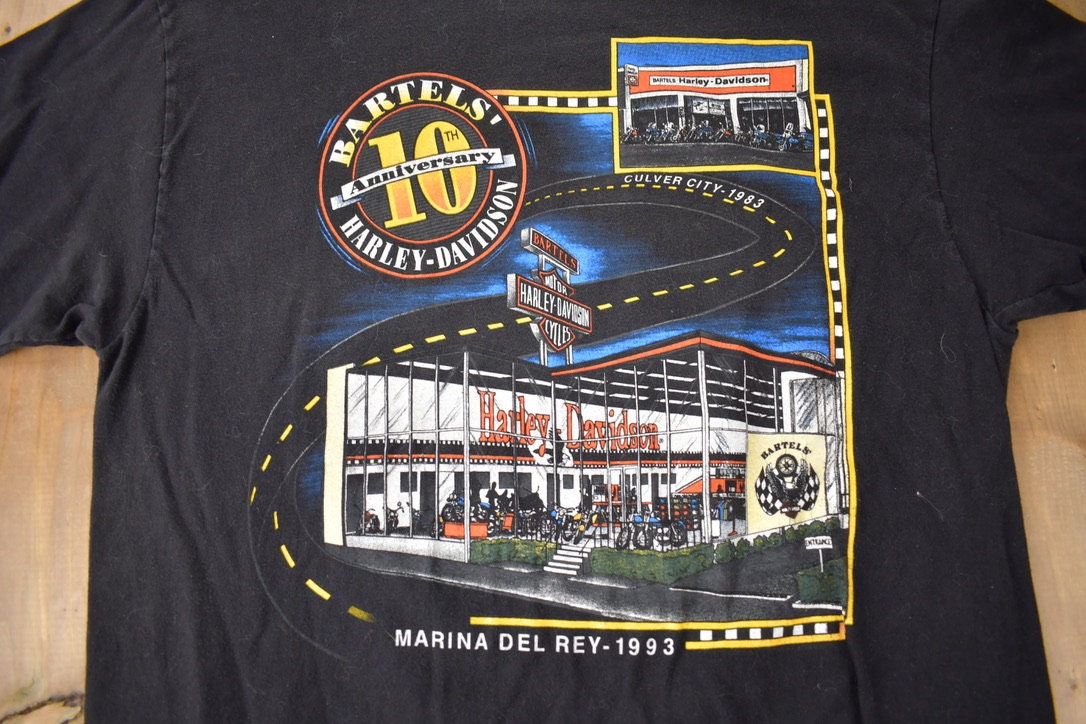 BARTELS'
10TH
Anniversary
HARLEY-DAVIDSON
BARTELS Harley-Davidson
CULVER CITY-1983
BARTELS
MOTOR
HARLEY-DAVIDSON
CYCLES
Harley-Davidson
BARTELS'
ENTRANCE
MARINA DEL REY-1993